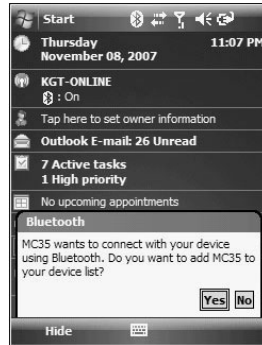 Start
Thursday 11:07 PM
November 08, 2007
KGT-ONLINE
: On
Tap here to set owner information
Outlook E-mail: 26 Unread
7 Active tasks
1 High priority
No upcoming appointments
Bluetooth
MC35 wants to connect with your device
using Bluetooth. Do you want to add MC35 to
your device list?
Yes No
Hide